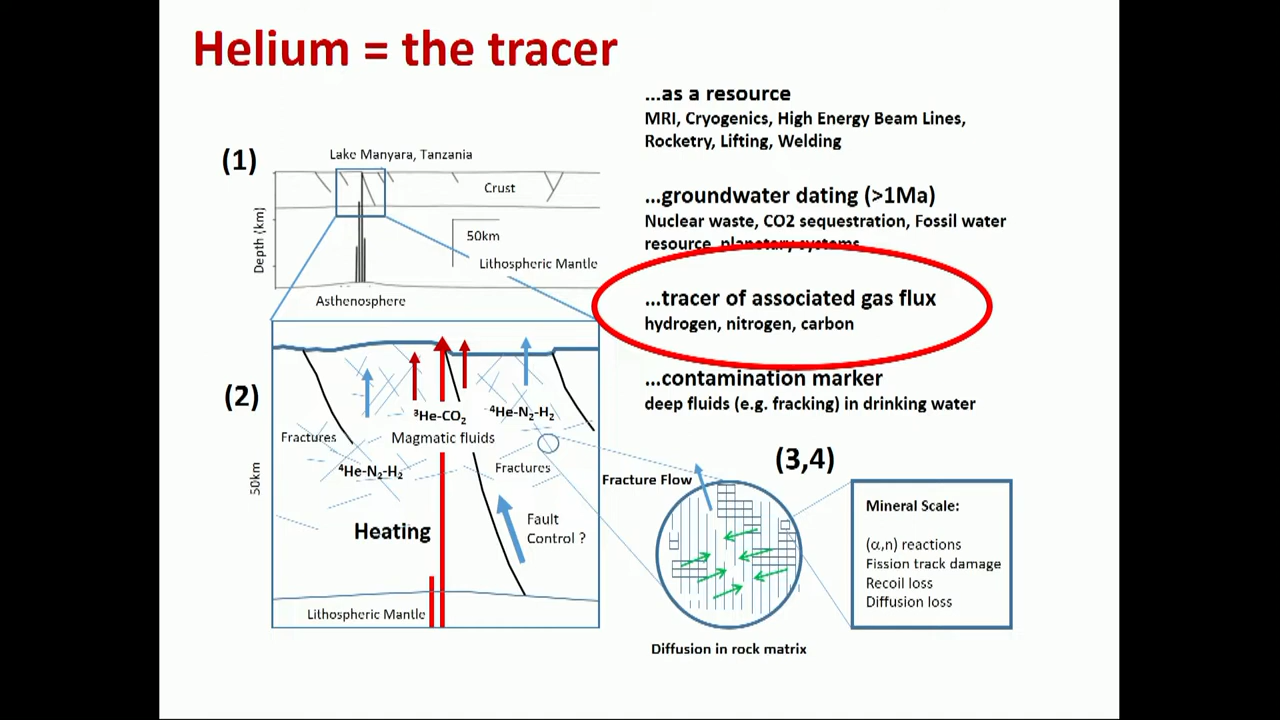 Helium = the tracer
...as a resource
MRI, Cryogenics, High Energy Beam Lines,
Rocketry, Lifting, Welding
...groundwater dating (>1Ma)
Nuclear waste, CO2 sequestration, Fossil water
resource, planetary systems
...tracer of associated gas flux
hydrogen, nitrogen, carbon
...contamination marker
deep fluids (e.g. fracking) in drinking water
(1)
Lake Manyara, Tanzania
Crust
Depth (km)
50km
Lithospheric Mantle
Asthenosphere
(2)
³He-CO₂
⁴He-N₂-H₂
Magmatic fluids
Fractures
⁴He-N₂-H₂
Fractures
50km
Heating
Fault
Control ?
Lithospheric Mantle
(3,4)
Fracture Flow
Diffusion in rock matrix
Mineral Scale:
(α,n) reactions
Fission track damage
Recoil loss
Diffusion loss